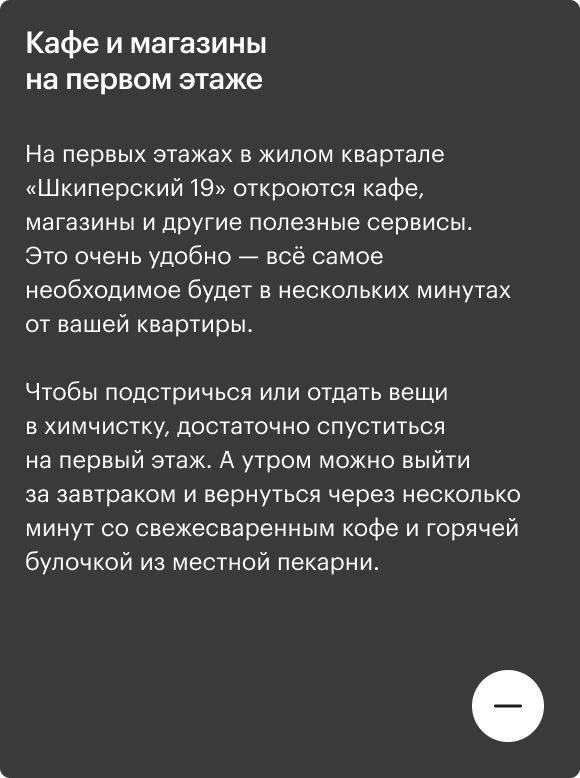 Кафе и магазины
на первом этаже
На первых этажах в жилом квартале
«Шкиперский 19» откроются кафе,
магазины и другие полезные сервисы.
Это очень удобно — всё самое
необходимое будет в нескольких минутах
от вашей квартиры.
Чтобы подстричься или отдать вещи
в химчистку, достаточно спуститься
на первый этаж. А утром можно выйти
за завтраком и вернуться через несколько
минут со свежесваренным кофе и горячей
булочкой из местной пекарни.